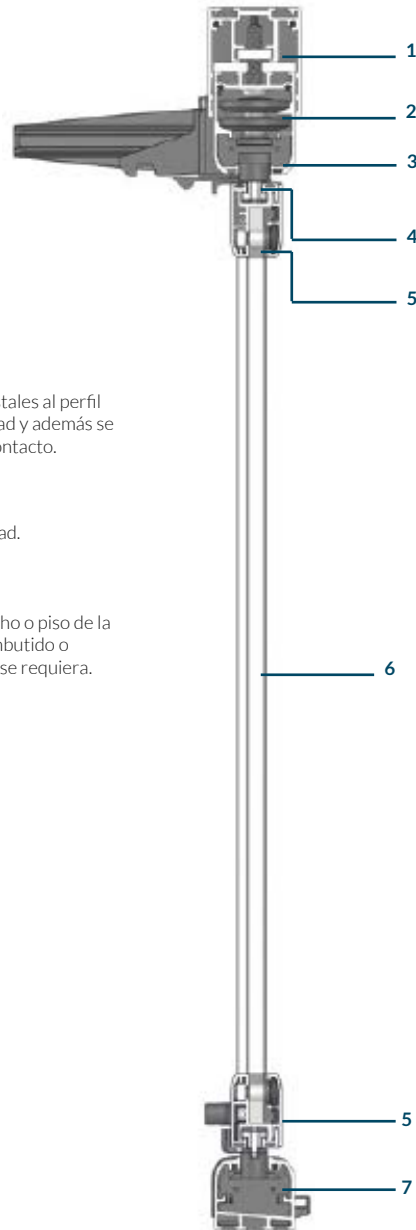 1
2
3
4
5
tales al perfil
ad y además se
ontacto.
ad.
ho o piso de la
nbutido o
se requiera.
6
5
7